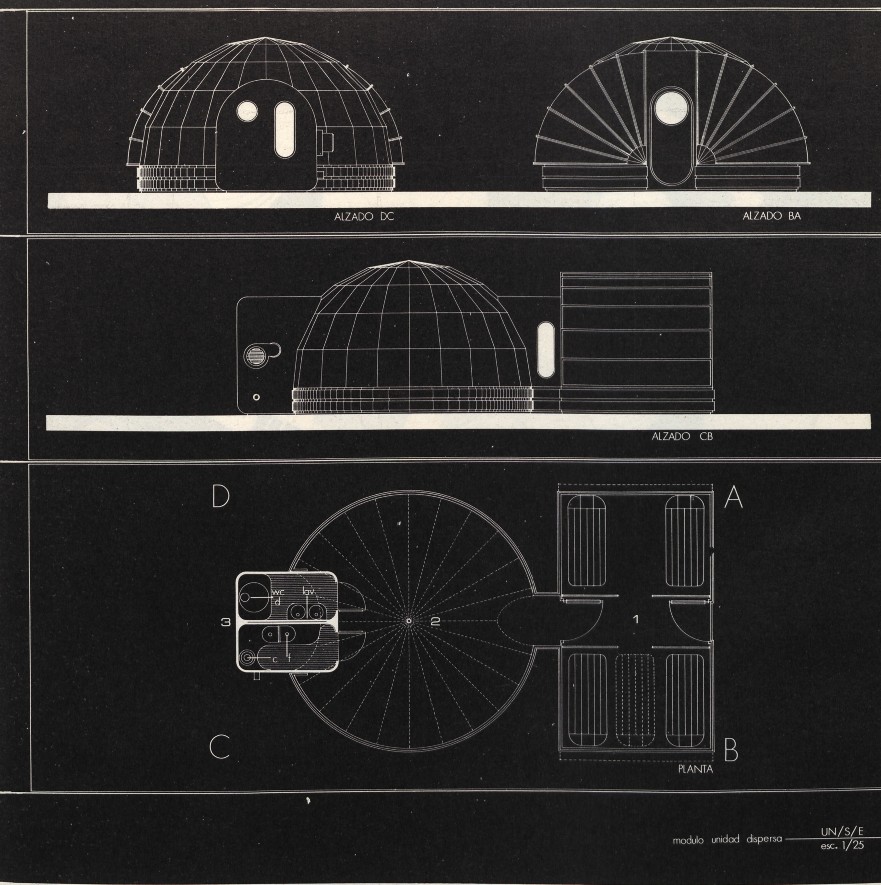 ALZADO DC
ALZADO BA
ALZADO CB
D
A
wc
lav.
d
3
2
1
c
f
C
B
PLANTA
modulo unidad dispersa
UN/S/E
esc. 1/25